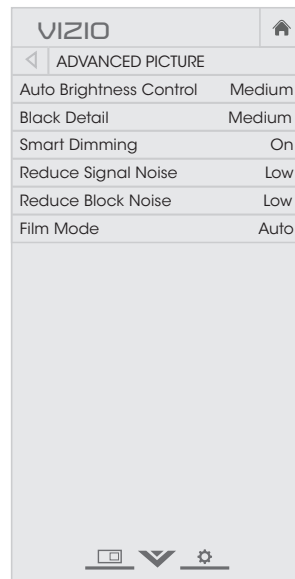 VIZIO
ADVANCED PICTURE
Auto Brightness Control Medium
Black Detail Medium
Smart Dimming On
Reduce Signal Noise Low
Reduce Block Noise Low
Film Mode Auto